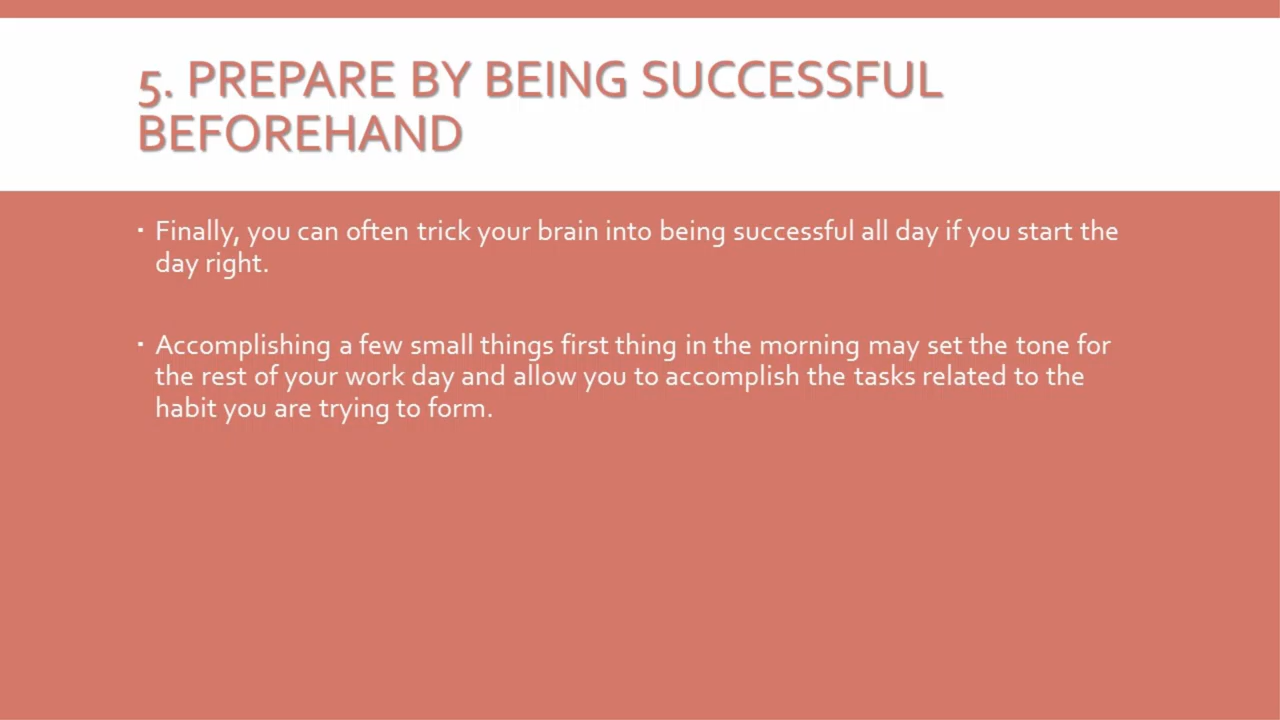 5. PREPARE BY BEING SUCCESSFUL
BEFOREHAND
▪ Finally, you can often trick your brain into being successful all day if you start the
day right.
▪ Accomplishing a few small things first thing in the morning may set the tone for
the rest of your work day and allow you to accomplish the tasks related to the
habit you are trying to form.